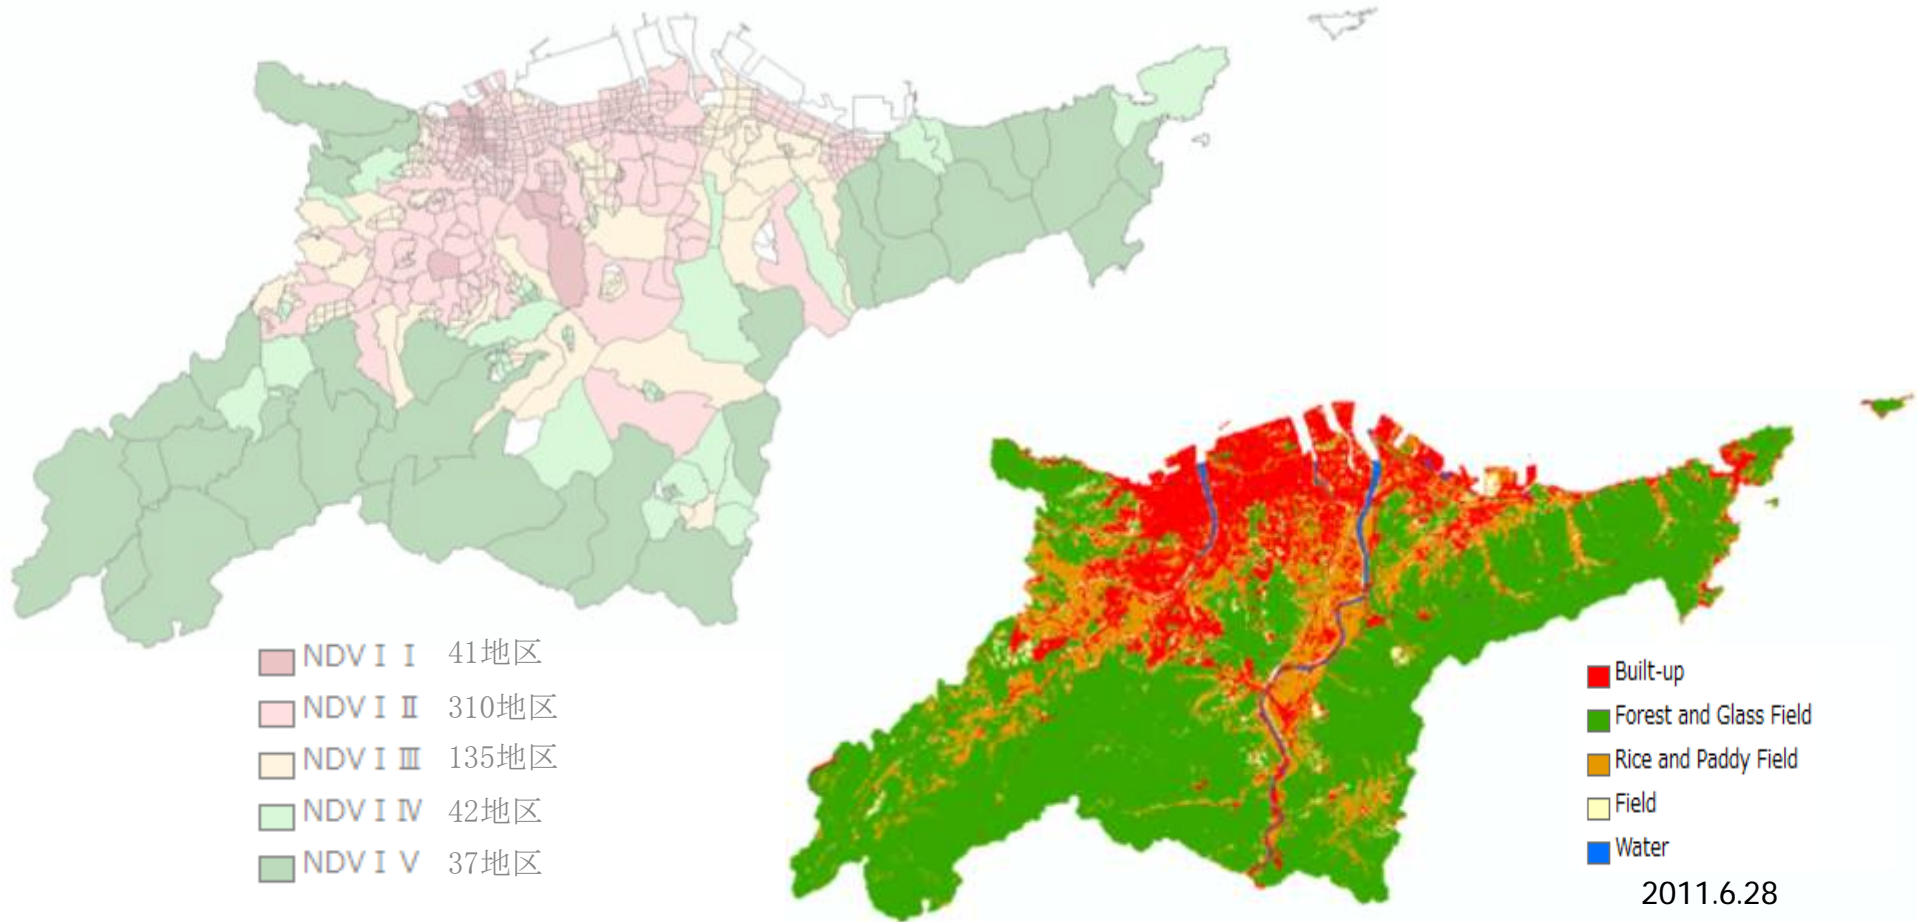 NDVI Ⅰ 41地区
NDVI Ⅱ 310地区
NDVI Ⅲ 135地区
NDVI Ⅳ 42地区
NDVI Ⅴ 37地区
Built-up
Forest and Glass Field
Rice and Paddy Field
Field
Water
2011.6.28